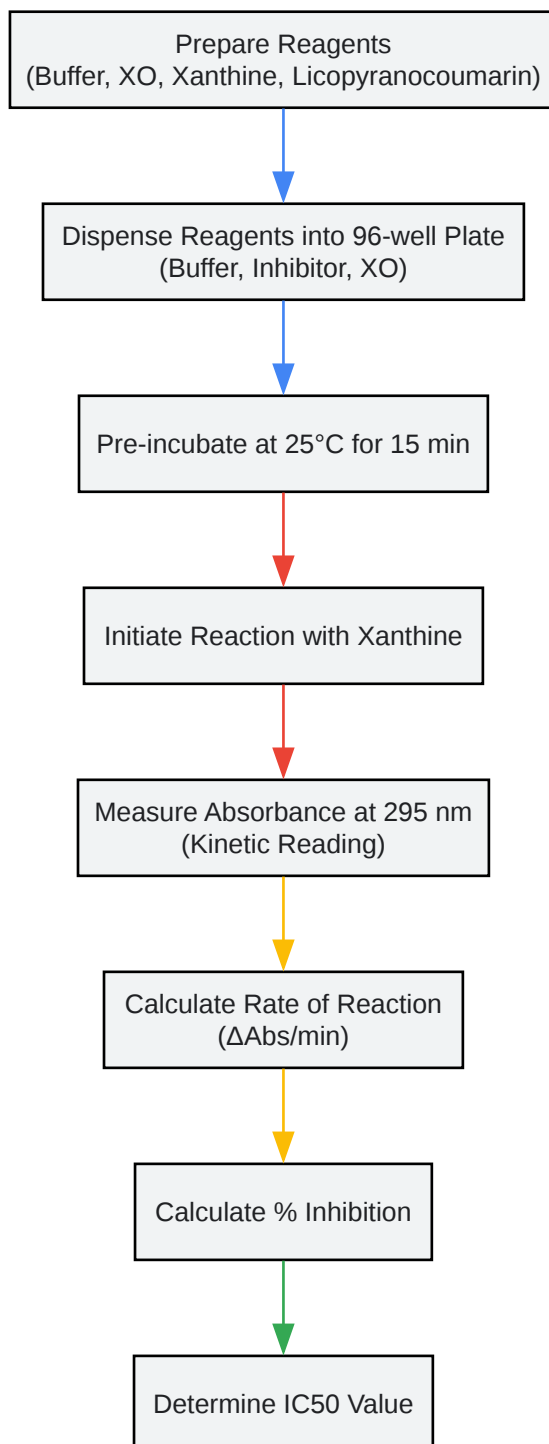 Prepare Reagents
(Buffer, XO, Xanthine, Licopyranocoumarin)
Dispense Reagents into 96-well Plate
(Buffer, Inhibitor, XO)
Pre-incubate at 25°C for 15 min
Initiate Reaction with Xanthine
Measure Absorbance at 295 nm
(Kinetic Reading)
Calculate Rate of Reaction
(ΔAbs/min)
Calculate % Inhibition
Determine IC50 Value